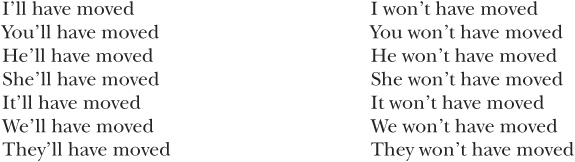 I’ll have moved I won’t have moved
You’ll have moved You won’t have moved
He’ll have moved He won’t have moved
She’ll have moved She won’t have moved
It’ll have moved It won’t have moved
We’ll have moved We won’t have moved
They’ll have moved They won’t have moved